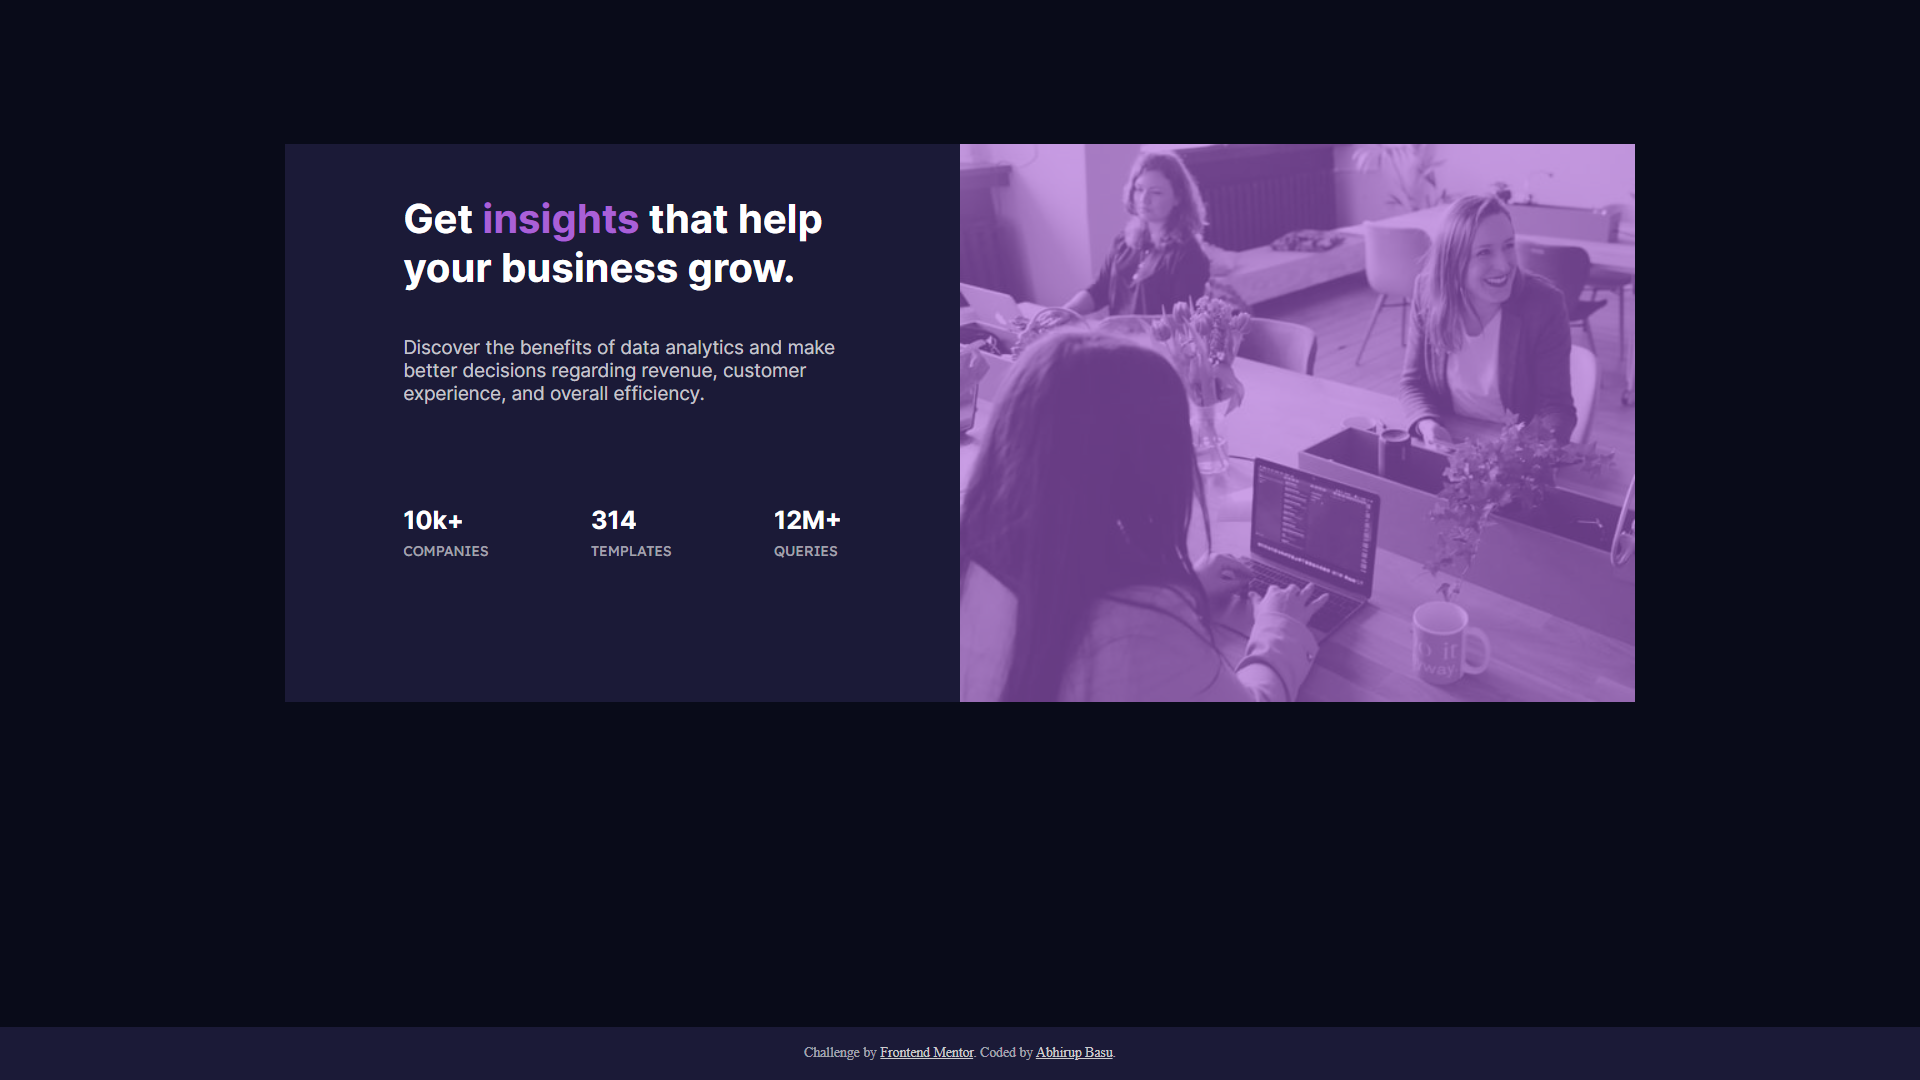 Get insights that help
your business grow.
Discover the benefits of data analytics and make
better decisions regarding revenue, customer
experience, and overall efficiency.
10k+ 314 12M+
COMPANIES TEMPLATES QUERIES
Challenge by Frontend Mentor. Coded by Abhirup Basu.